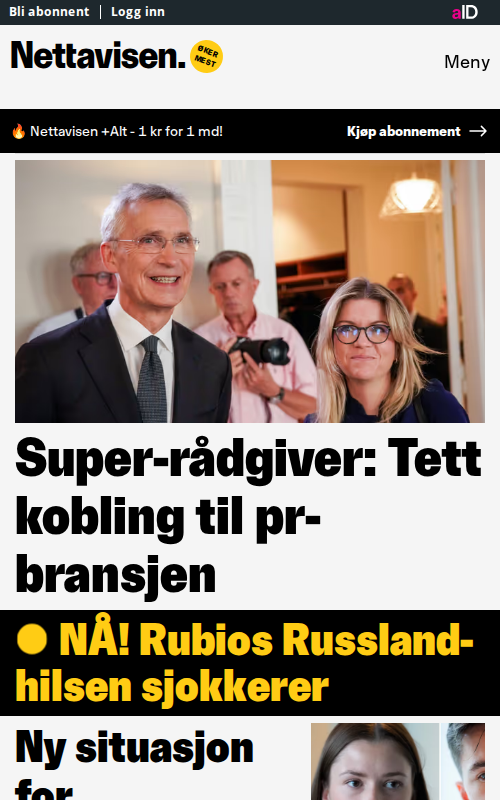 Bli abonnent | Logg inn
aID
Nettavisen.
ØKER
MEST
Meny
🔥 Nettavisen +Alt - 1 kr for 1 md!
Kjøp abonnement →
Super-rådgiver: Tett
kobling til pr-
bransjen
NÅ! Rubios Russland-
hilsen sjokkerer
Ny situasjon
for